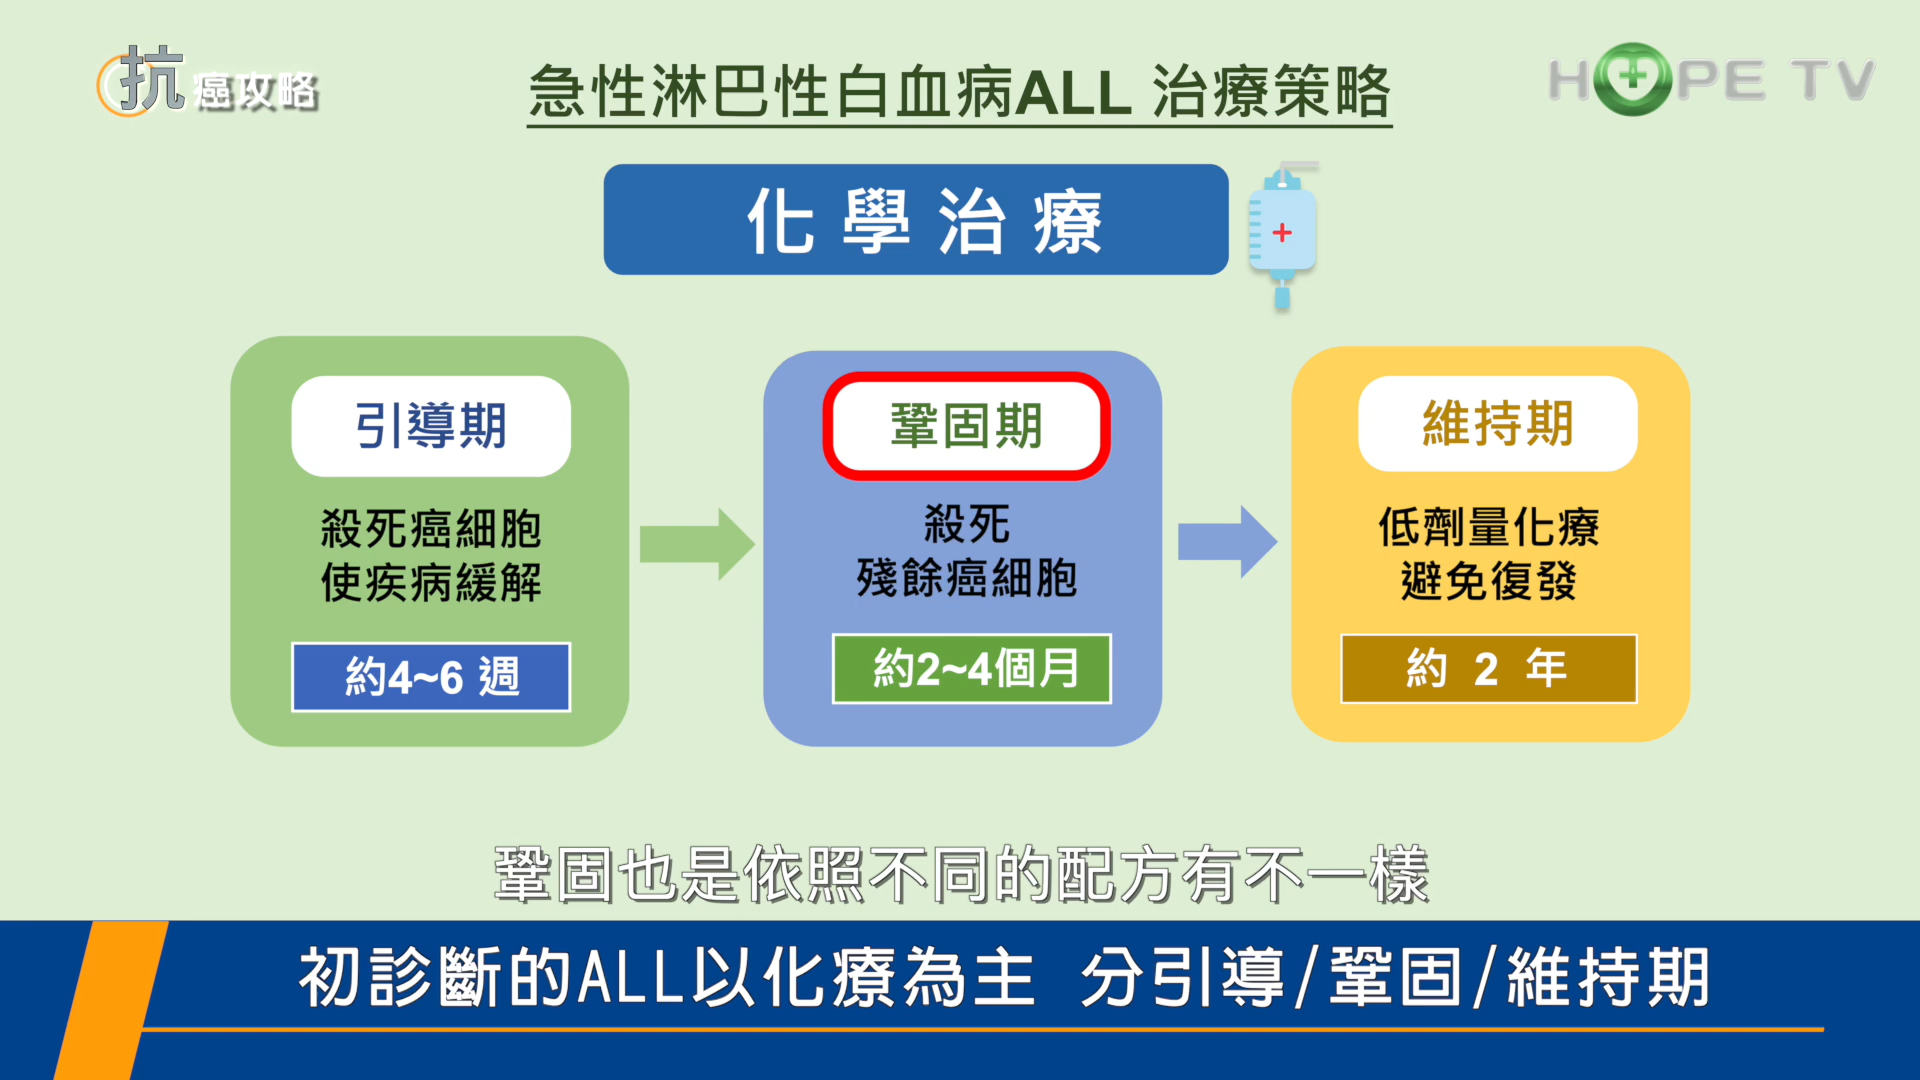 抗癌攻略
急性淋巴性白血病ALL 治療策略
HOPE TV
化學治療
引導期
殺死癌細胞
使疾病緩解
約4~6 週
鞏固期
殺死
殘餘癌細胞
約2~4個月
維持期
低劑量化療
避免復發
約 2 年
鞏固也是依照不同的配方有不一樣
初診斷的ALL以化療為主 分引導/鞏固/維持期